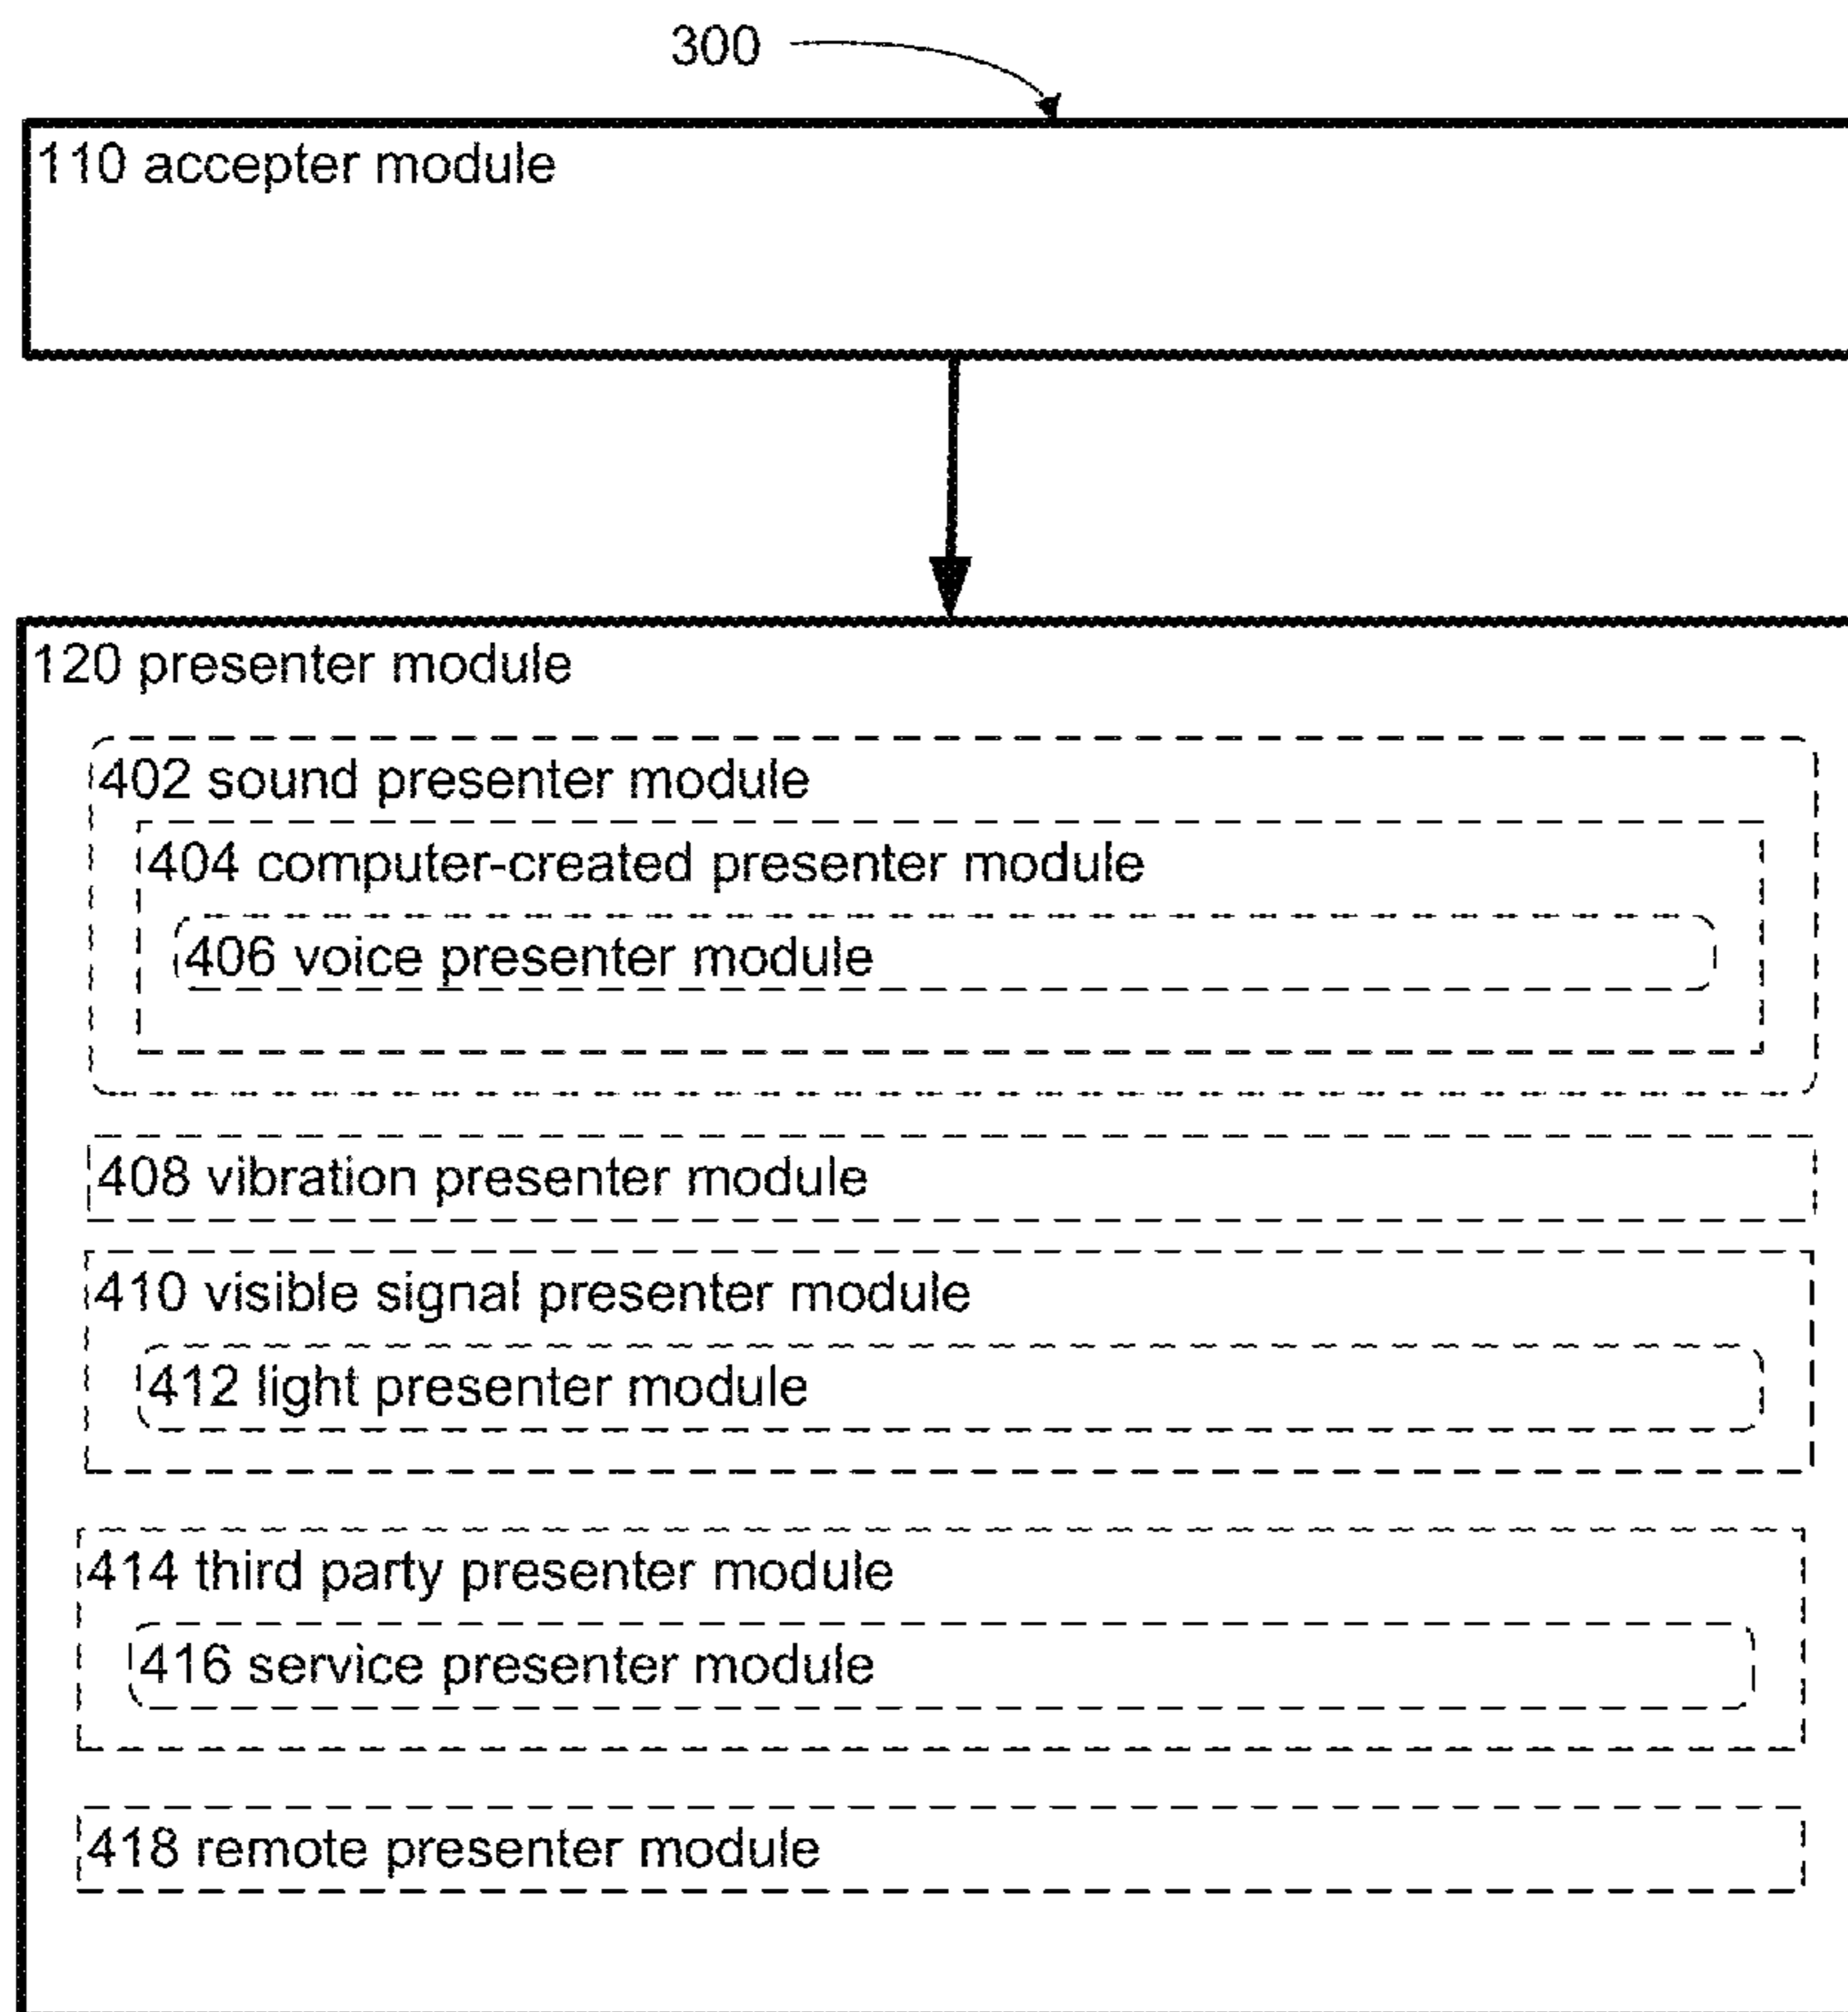 300
110 accepter module
120 presenter module
402 sound presenter module
404 computer-created presenter module
406 voice presenter module
408 vibration presenter module
410 visible signal presenter module
412 light presenter module
414 third party presenter module
416 service presenter module
418 remote presenter module